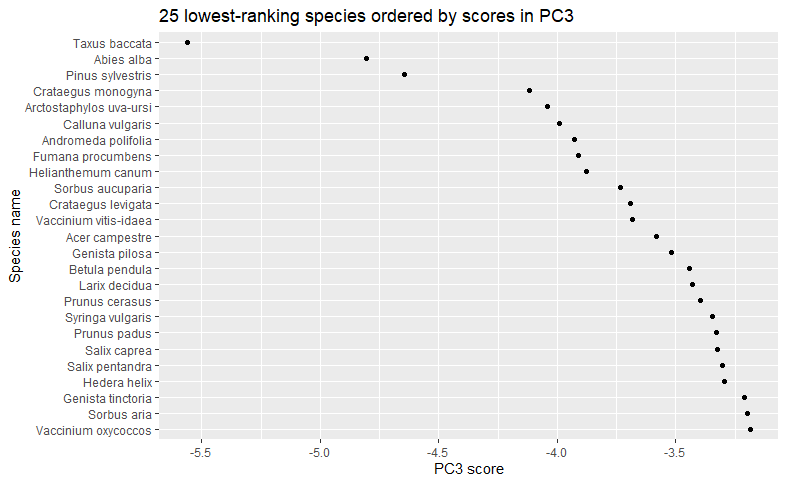 25 lowest-ranking species ordered by scores in PC3
Taxus baccata
Abies alba
Pinus sylvestris
Crataegus monogyna
Arctostaphylos uva-ursi
Calluna vulgaris
Andromeda polifolia
Fumana procumbens
Helianthemum canum
Sorbus aucuparia
Crataegus levigata
Vaccinium vitis-idaea
Acer campestre
Genista pilosa
Betula pendula
Larix decidua
Prunus cerasus
Syringa vulgaris
Prunus padus
Salix caprea
Salix pentandra
Hedera helix
Genista tinctoria
Sorbus aria
Vaccinium oxycoccos
Species name
-5.5 -5.0 -4.5 -4.0 -3.5
PC3 score